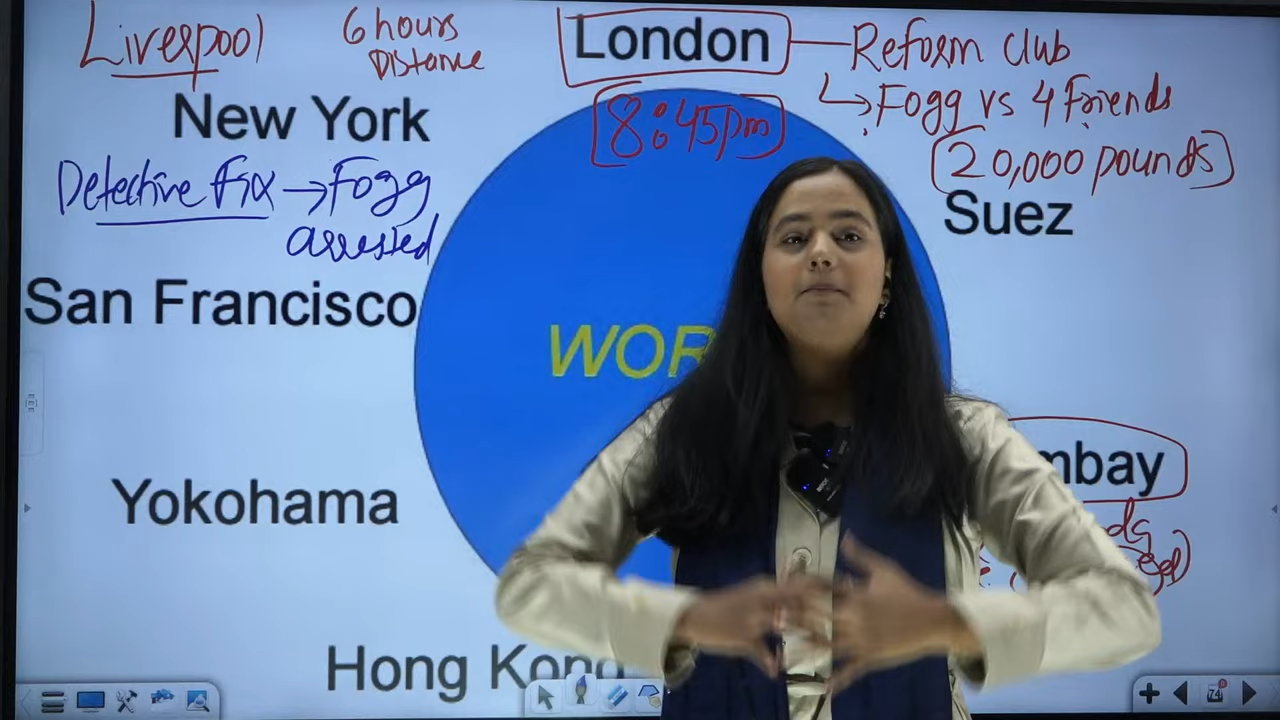 Liverpool
6 hours
Distance
London
Reform Club
8:45pm
Fogg vs 4 Friends
(20,000 pounds)
New York
Detective Fix → Fogg
arrested
Suez
San Francisco
WOR
mbay
Yokohama
Hong Kong
74